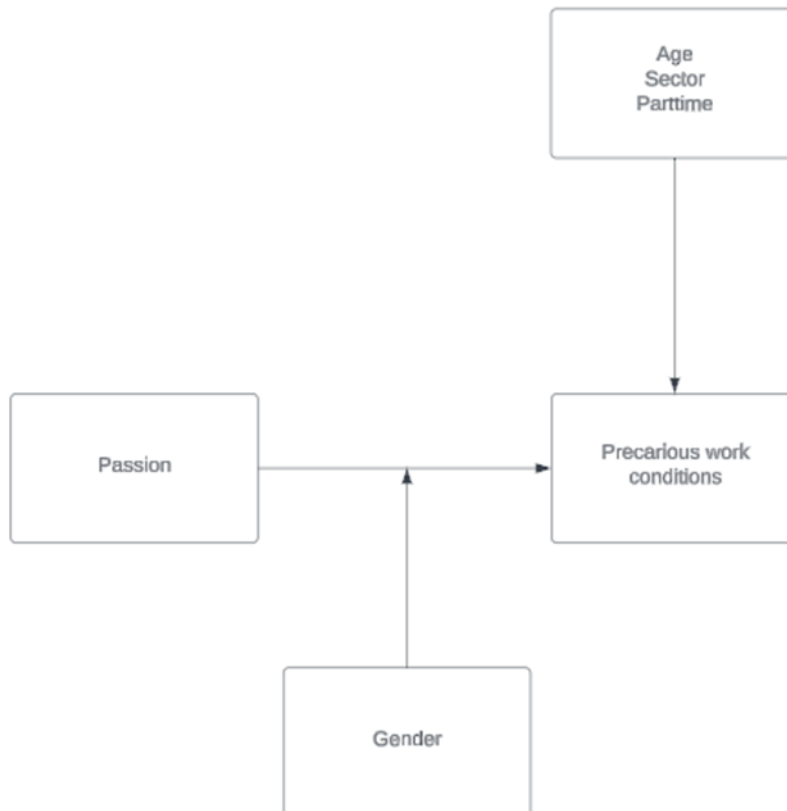 Age
Sector
Parttime
Passion
Precarious work
conditions
Gender